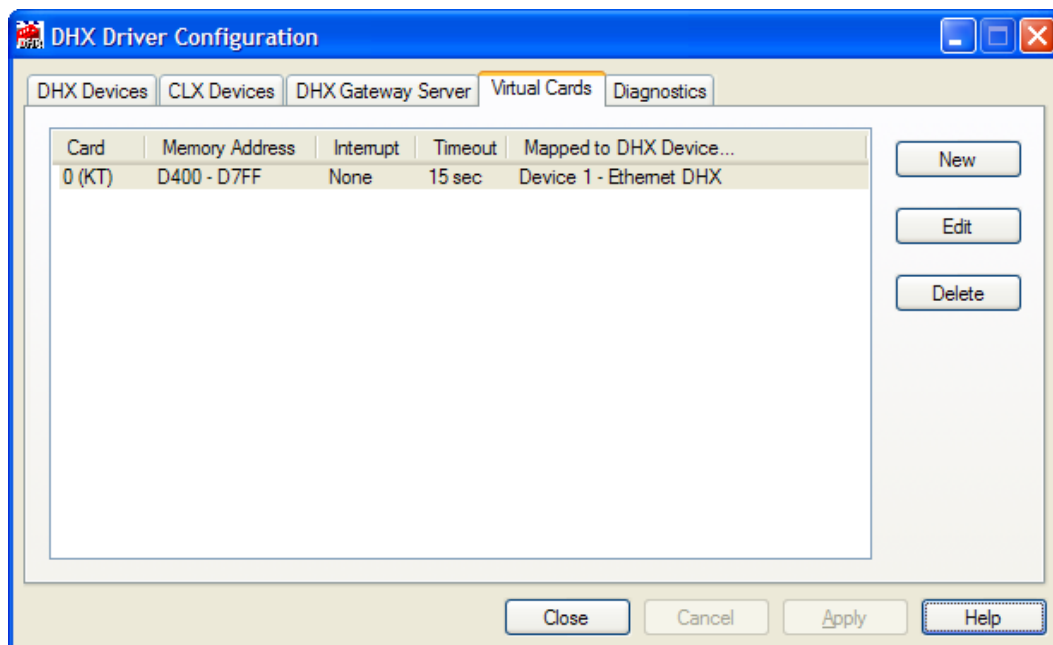 DHX Driver Configuration
DHX Devices CLX Devices DHX Gateway Server Virtual Cards Diagnostics
Card Memory Address Interrupt Timeout Mapped to DHX Device...
0 (KT) D400 - D7FF None 15 sec Device 1 - Ethernet DHX
New
Edit
Delete
Close Cancel Apply Help